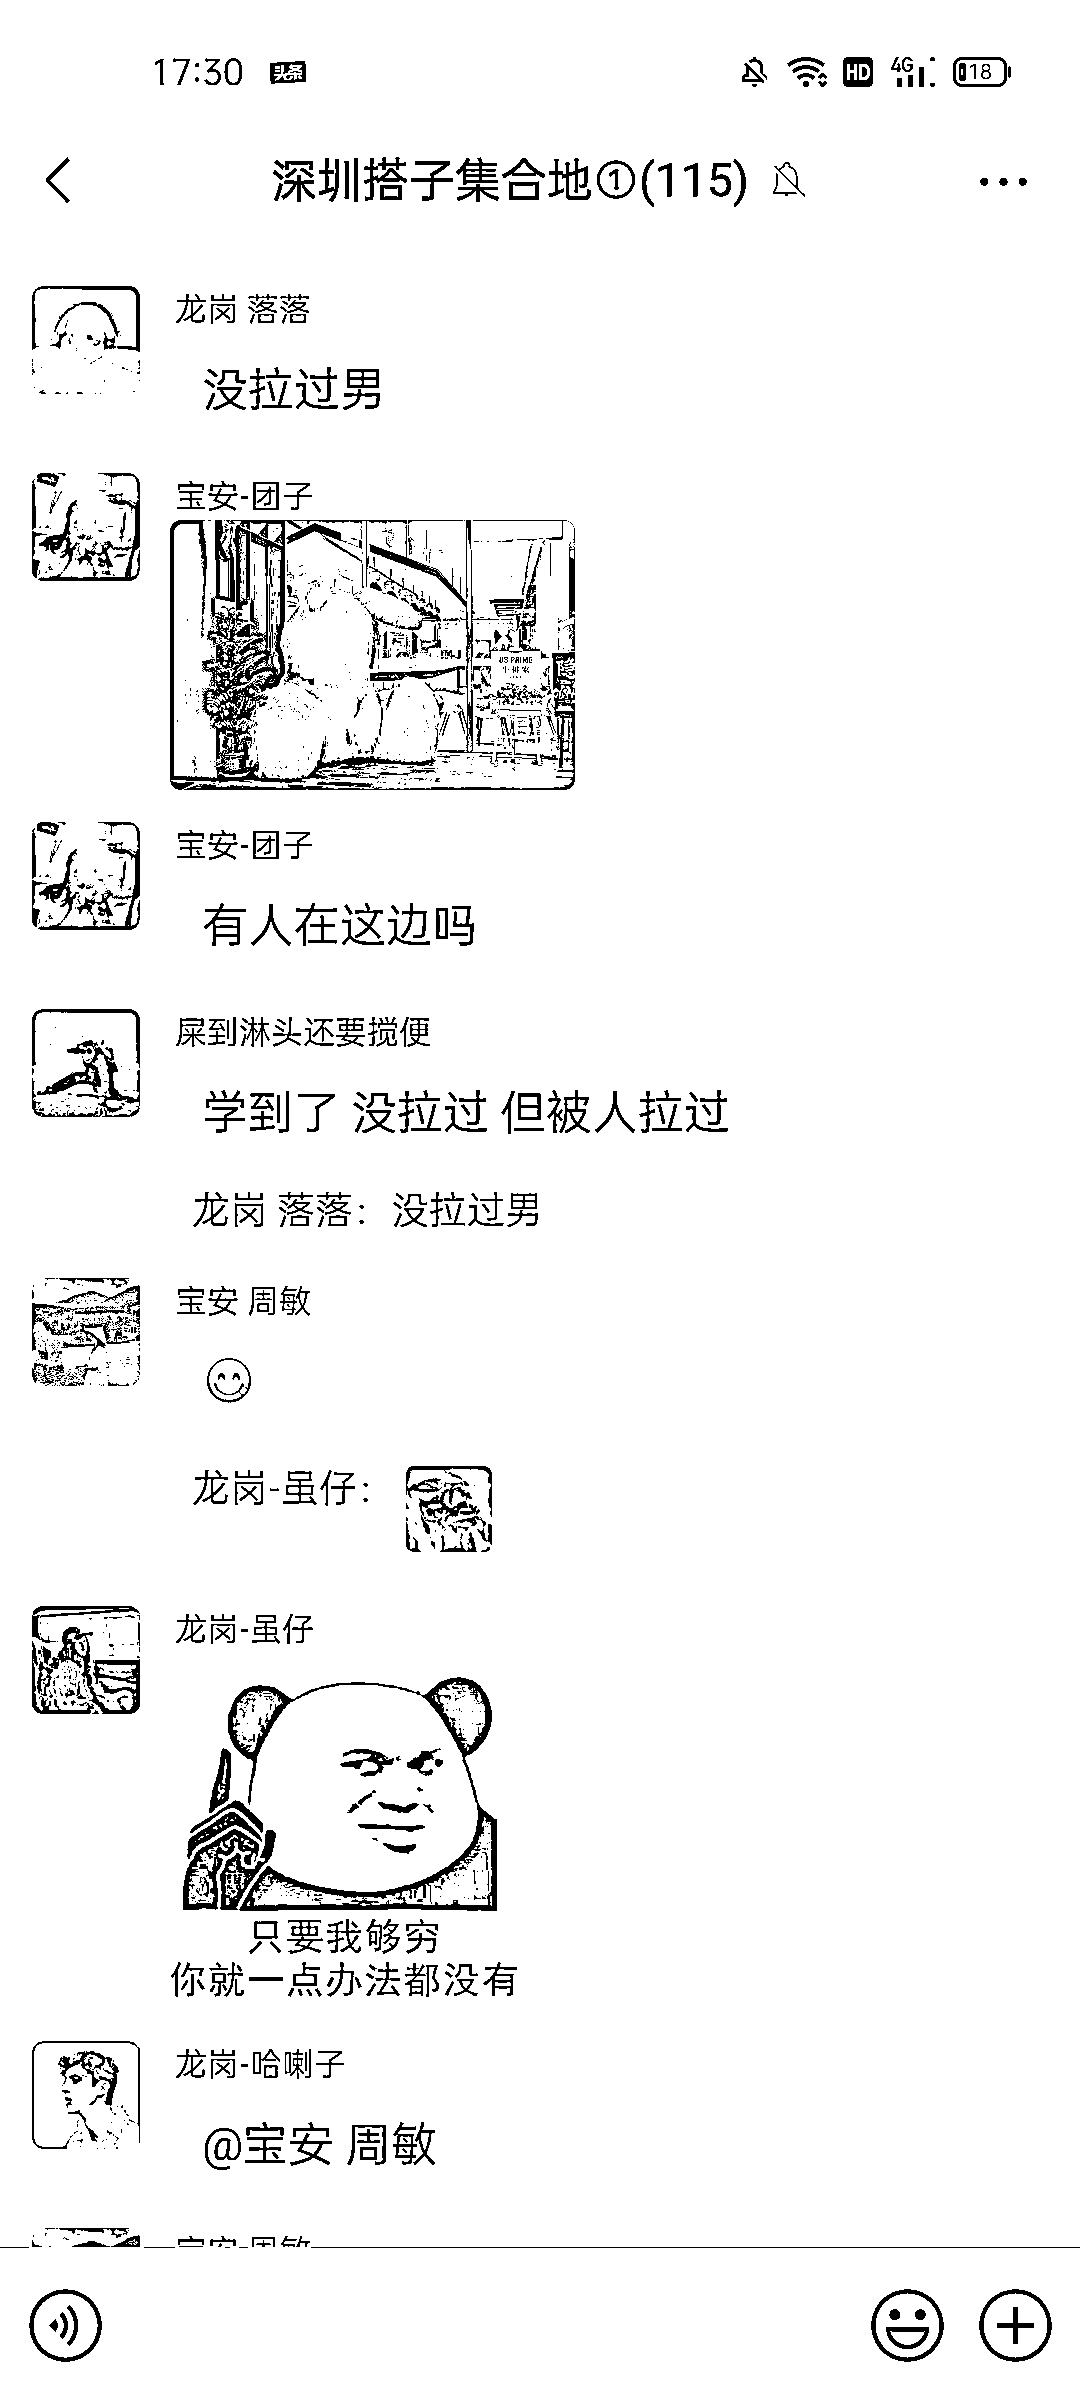 17:30 头条 HD 4G 18
深圳搭子集合地①(115)
龙岗 落落
没拉过男
宝安-团子
US PRIME
宝安-团子
有人在这边吗
屎到淋头还要搅便
学到了 没拉过 但被人拉过
龙岗 落落：没拉过男
宝安 周敏
龙岗-虽仔：
龙岗-虽仔
只要我够穷
你就一点办法都没有
龙岗-哈喇子
@宝安 周敏